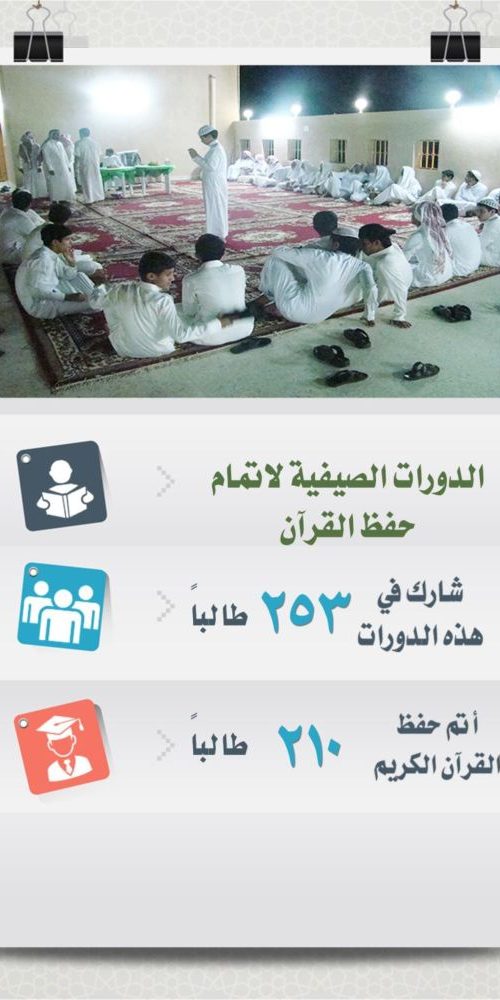 الدورات الصيفية لاتمام
حفظ القرآن
شارك في
هذه الدورات ٢٥٣ طالباً
أتم حفظ
القرآن الكريم ٢١٠ طالباً